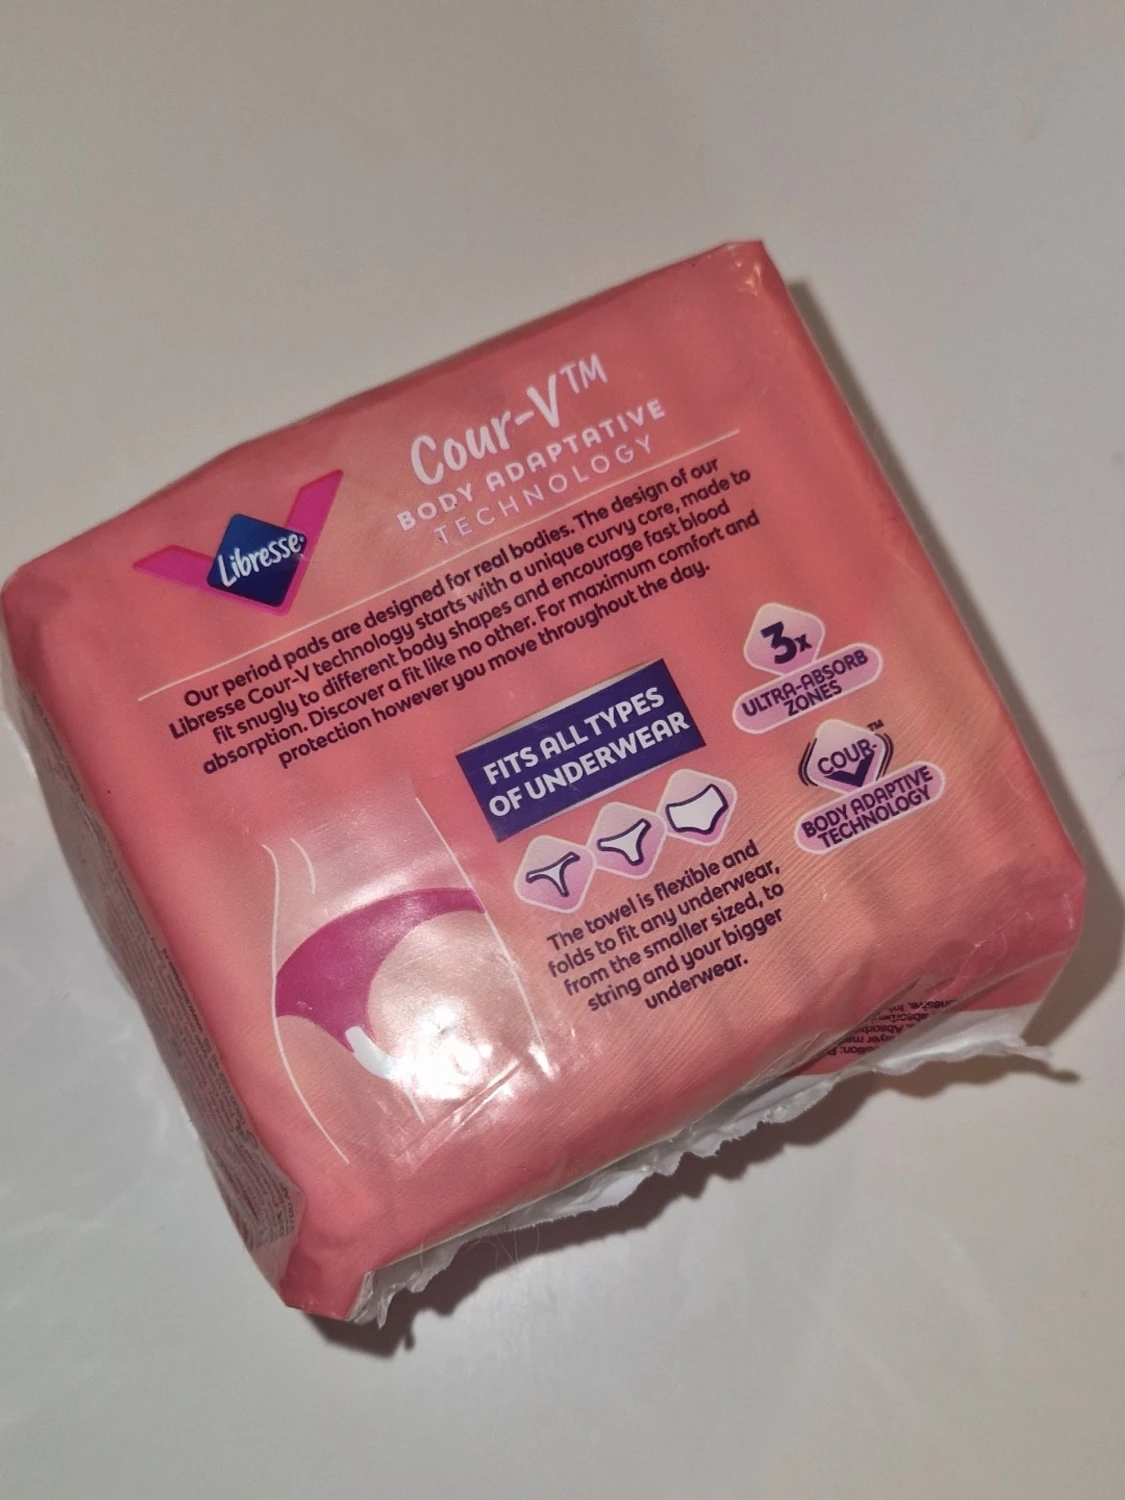 Cour-V™
BODY ADAPTATIVE
TECHNOLOGY
Libresse
Our period pads are designed for real bodies. The design of our
Libresse Cour-V technology starts with a unique curvy core, made to
fit snugly to different body shapes and encourage fast blood
absorption. Discover a fit like no other. For maximum comfort and
protection however you move throughout the day.
3x
ULTRA-ABSORB
ZONES
FITS ALL TYPES
OF UNDERWEAR
COUR-V™
BODY ADAPTIVE
TECHNOLOGY
The towel is flexible and
folds to fit any underwear,
from the smaller sized, to
string and your bigger
underwear.